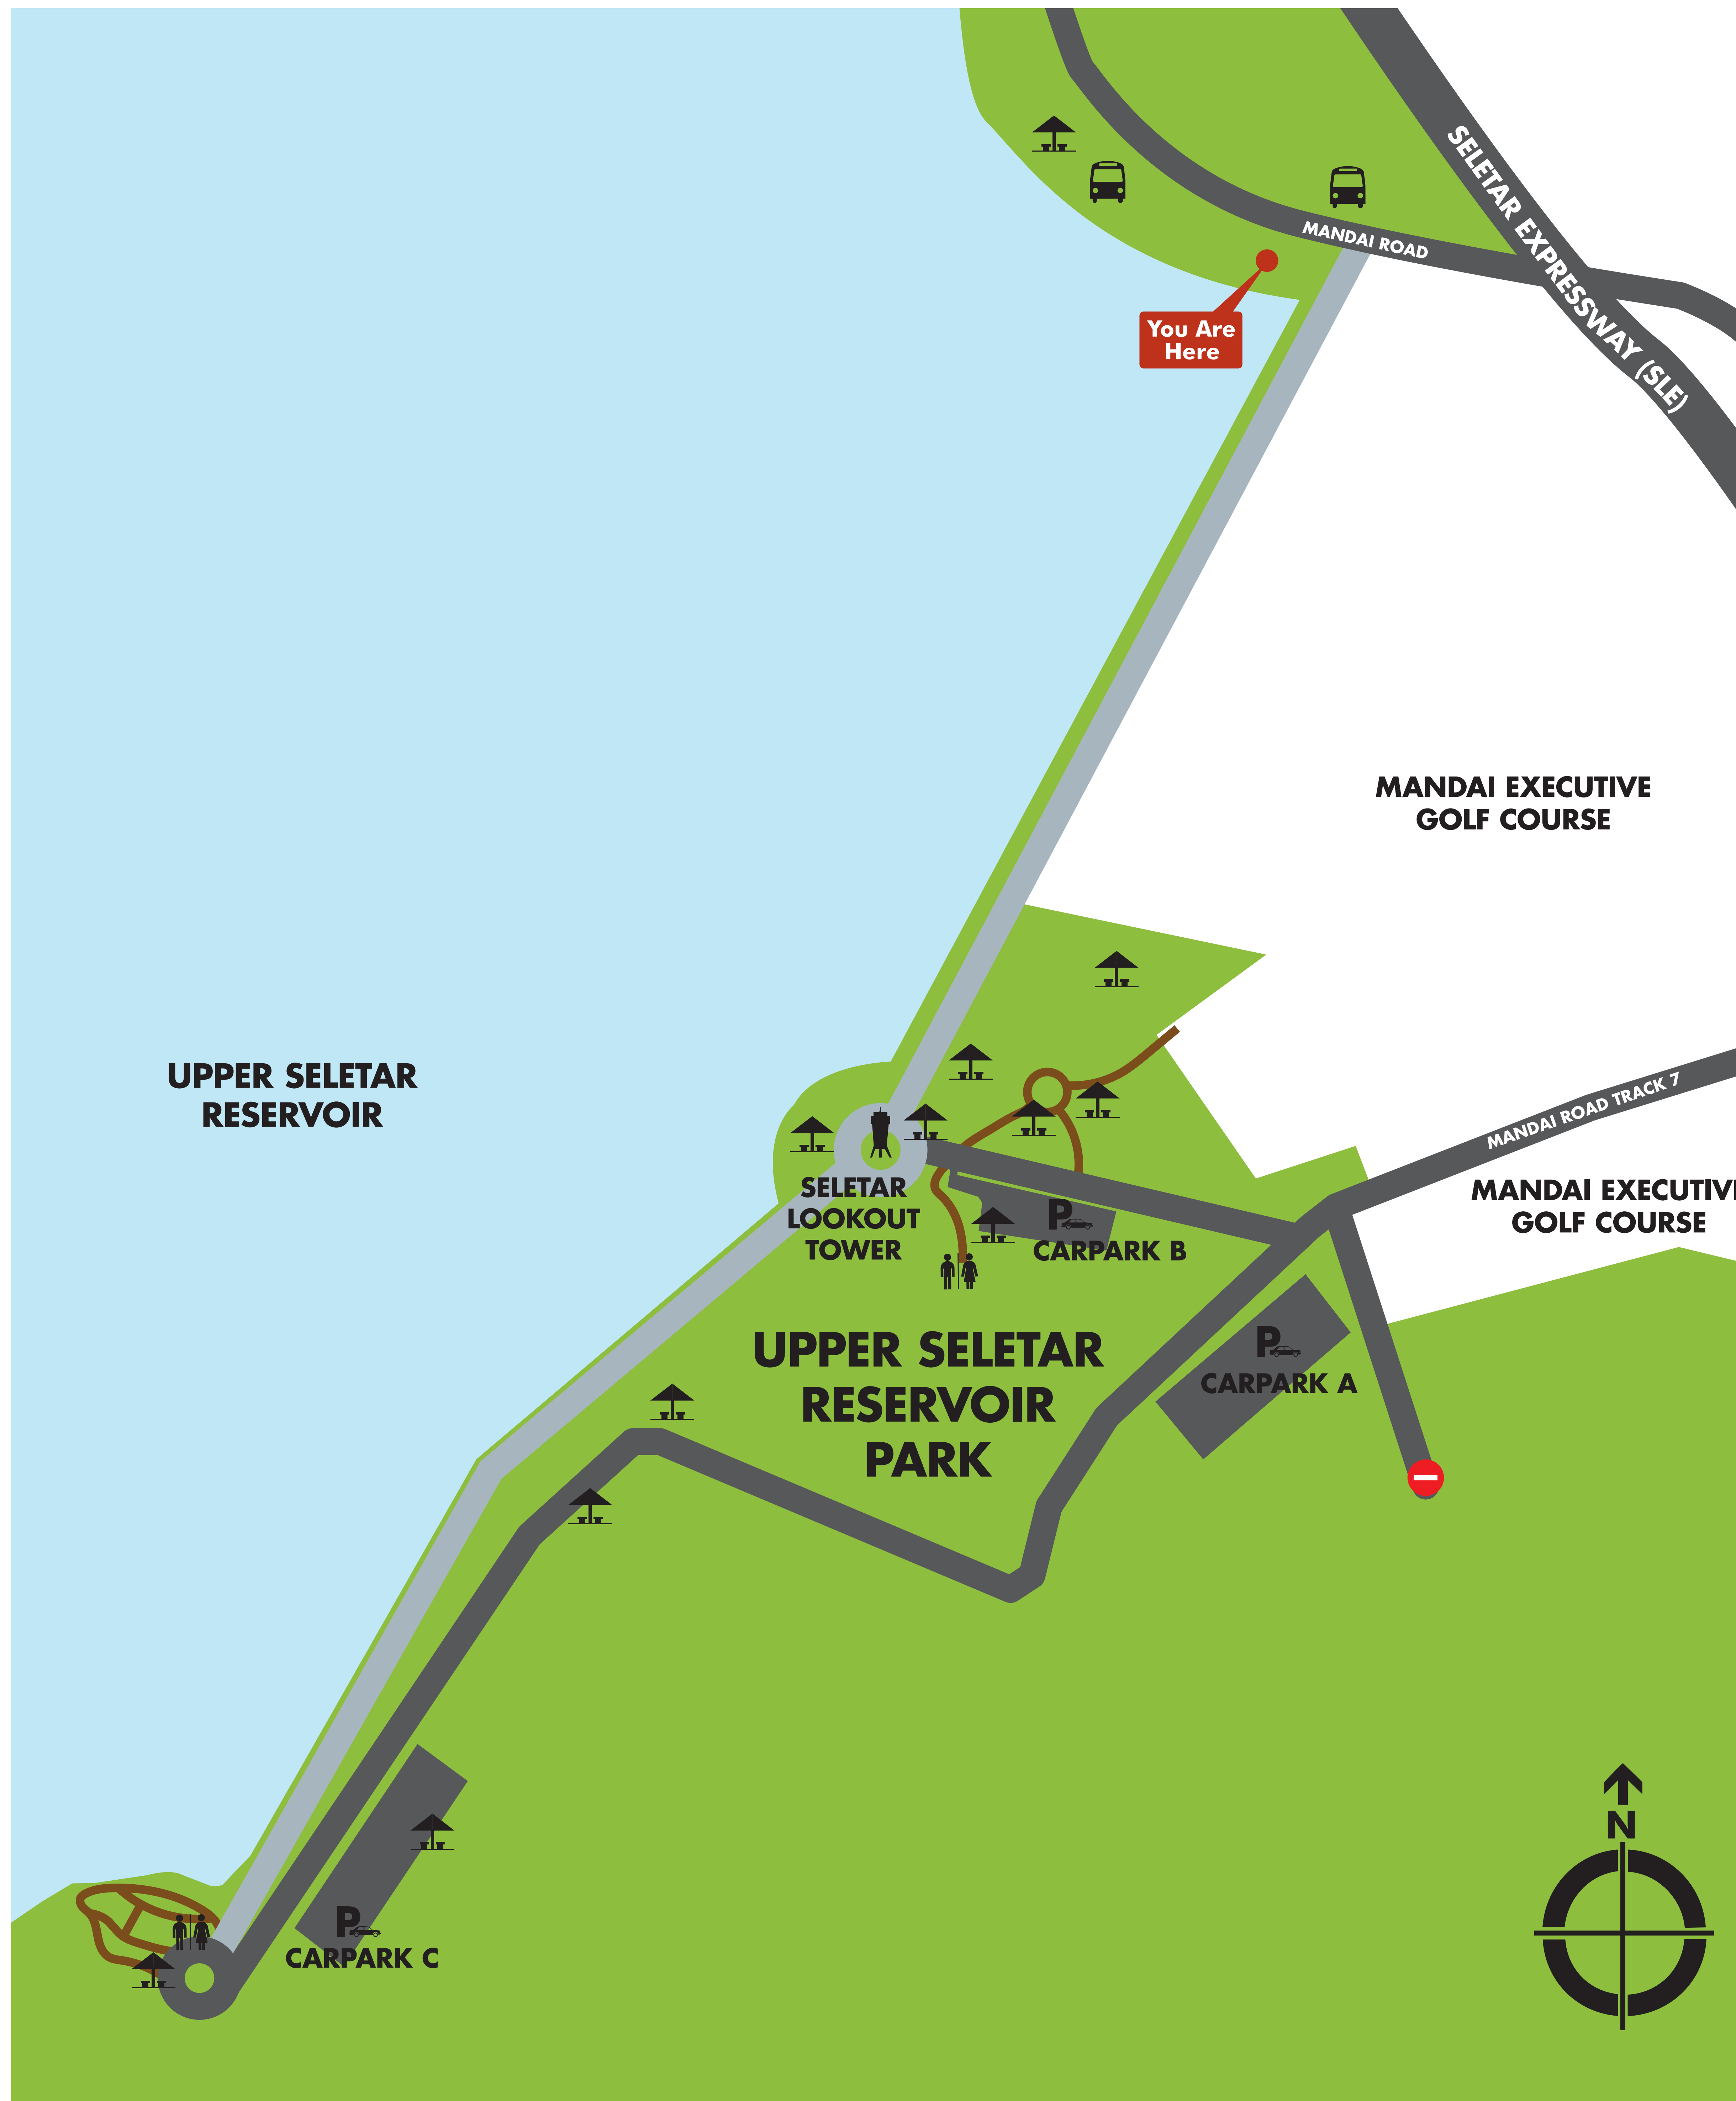 SELETAR EXPRESSWAY (SLE)
MANDAI ROAD
You Are
Here
MANDAI EXECUTIVE
GOLF COURSE
UPPER SELETAR
RESERVOIR
MANDAI ROAD TRACK 7
MANDAI EXECUTIVE
GOLF COURSE
SELETAR
LOOKOUT
TOWER
P
CARPARK B
UPPER SELETAR
RESERVOIR
PARK
P
CARPARK A
N
P
CARPARK C